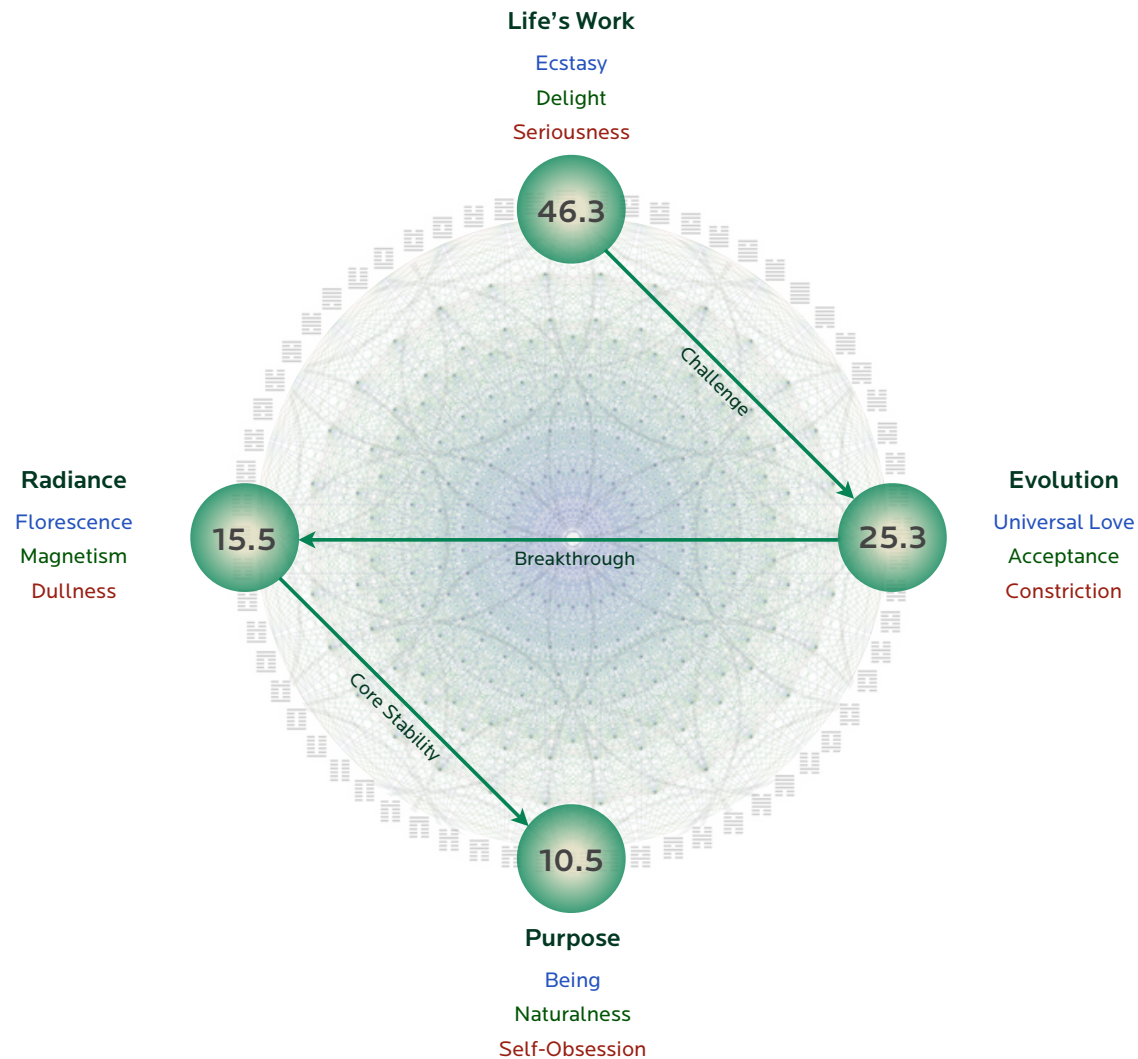 Life’s Work
Ecstasy
Delight
Seriousness
46.3
Challenge
Radiance
Florescence
Magnetism
Dullness
15.5
Breakthrough
25.3
Evolution
Universal Love
Acceptance
Constriction
Core Stability
10.5
Purpose
Being
Naturalness
Self-Obsession